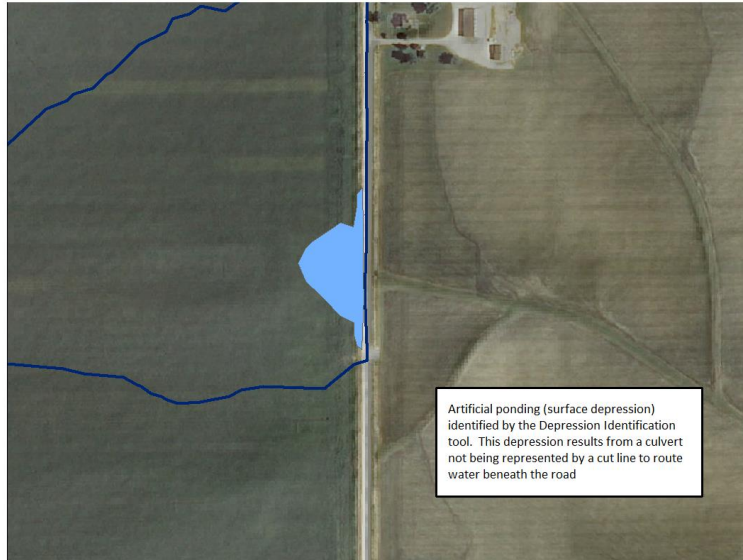 Artificial ponding (surface depression)
identified by the Depression Identification
tool.  This depression results from a culvert
not being represented by a cut line to route
water beneath the road